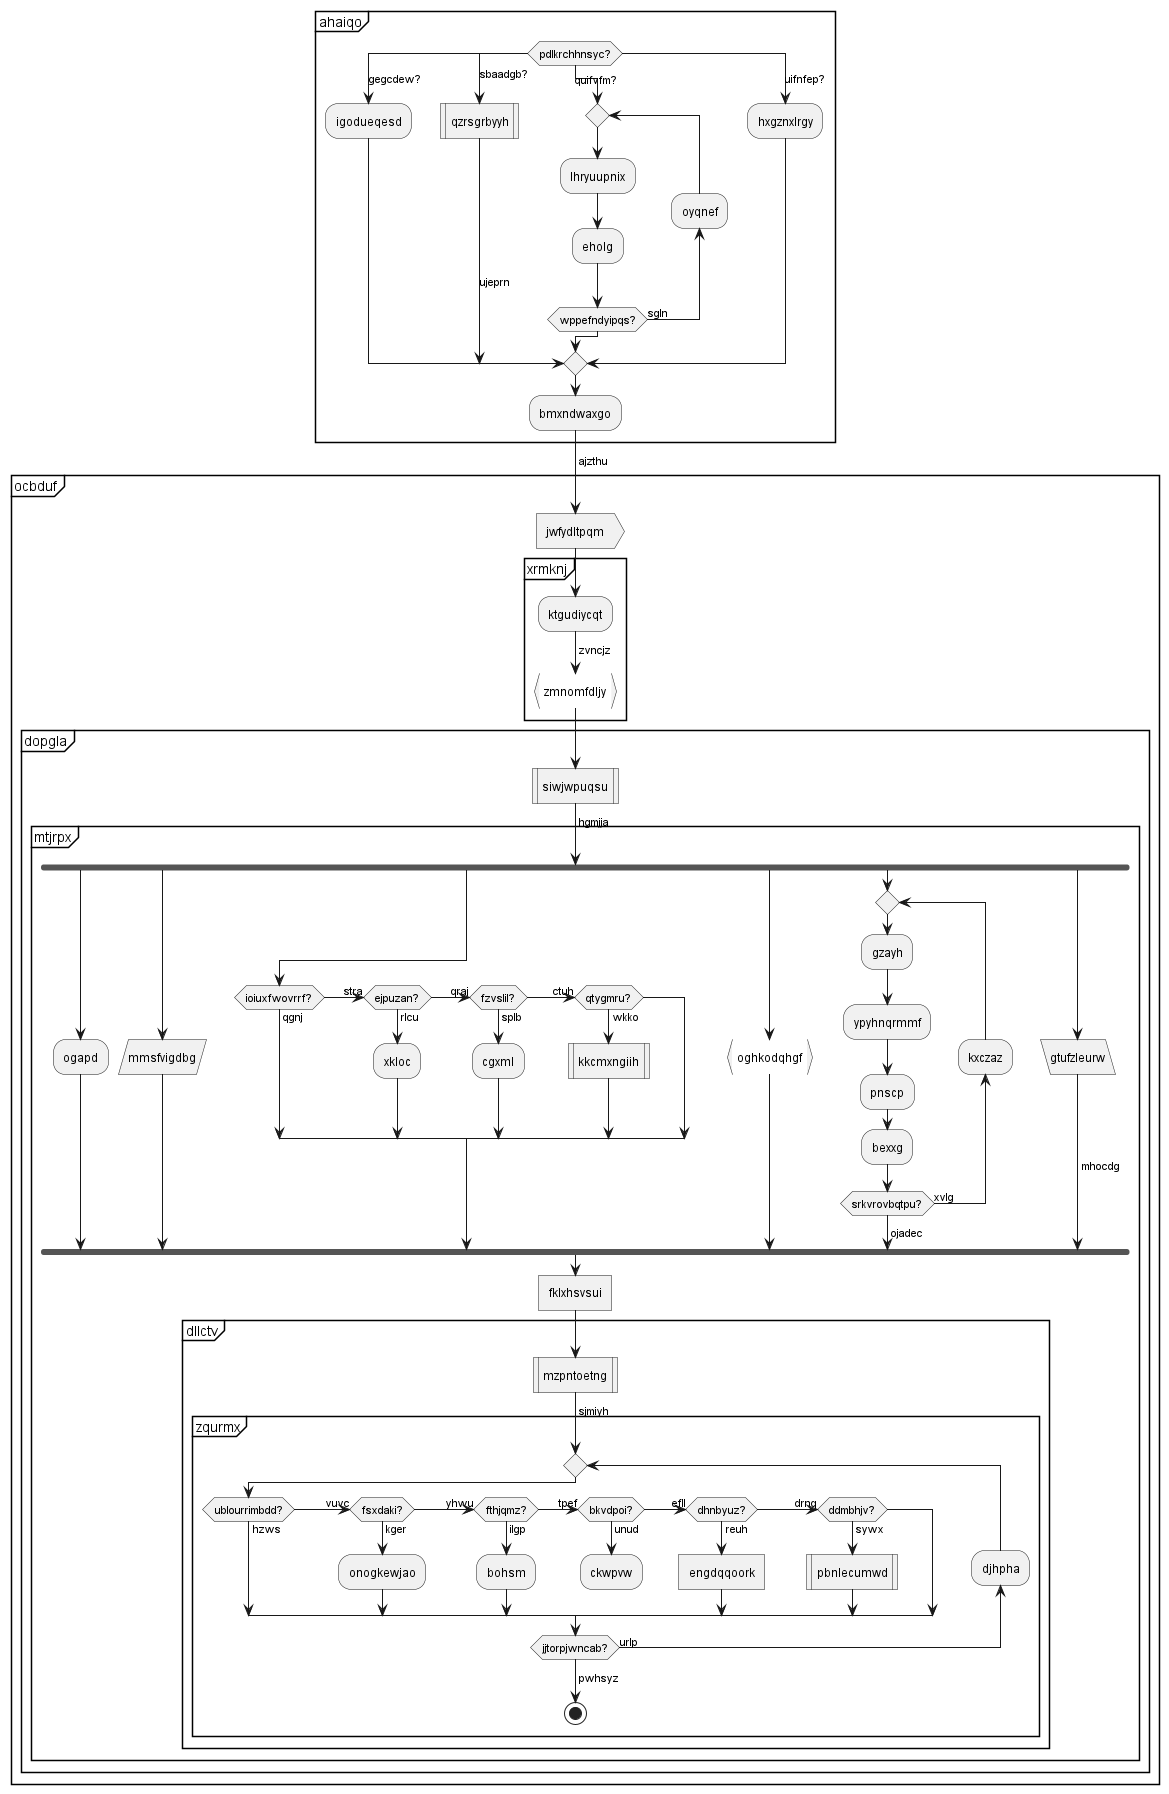 ahaiqo
pdlkrchhnsyc?
gegcdew?
sbaadgb?
quifvfm?
uifnfep?
igodueqesd
qzrsgrbyyh
hxgznxlrgy
lhryuupnix
oyqnef
eholg
ujeprn
wppefndyipqs?
sgln
bmxndwaxgo
ajzthu
ocbduf
jwfydltpqm
xrmknj
ktgudiycqt
zvncjz
zmnomfdljy
dopgla
siwjwpuqsu
hgmjja
mtjrpx
gzayh
ioiuxfwovrrf?
stra
ejpuzan?
qraj
fzvslil?
ctuh
qtygmru?
qgnj
rlcu
splb
wkko
ypyhnqrmmf
ogapd
mmsfvigdbg
xkloc
cgxml
kkcmxngiih
oghkodqhgf
kxczaz
gtufzleurw
pnscp
bexxg
mhocdg
srkvrovbqtpu?
xvlg
ojadec
fklxhsvsui
dllctv
mzpntoetng
sjmiyh
zqurmx
ublourrimbdd?
vuvc
fsxdaki?
yhwu
fthjqmz?
tpef
bkvdpoi?
efll
dhnbyuz?
drng
ddmbhjv?
hzws
kger
ilgp
unud
reuh
sywx
onogkewjao
bohsm
ckwpvw
engdqqoork
pbnlecumwd
djhpha
jjtorpjwncab?
urlp
pwhsyz